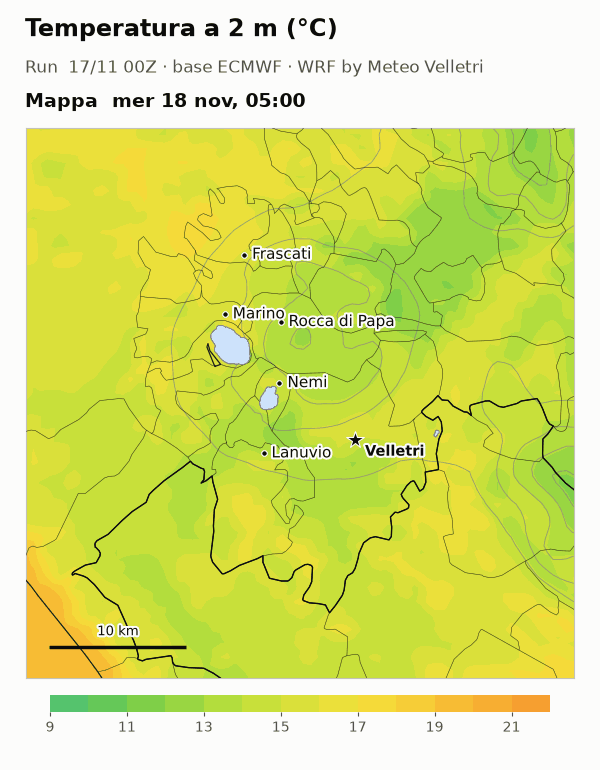 Temperatura a 2 m (°C)
Run  17/11 00Z · base ECMWF · WRF by Meteo Velletri
Mappa  mer 18 nov, 05:00
Frascati
Marino
Rocca di Papa
Nemi
Velletri
Lanuvio
10 km
9 11 13 15 17 19 21